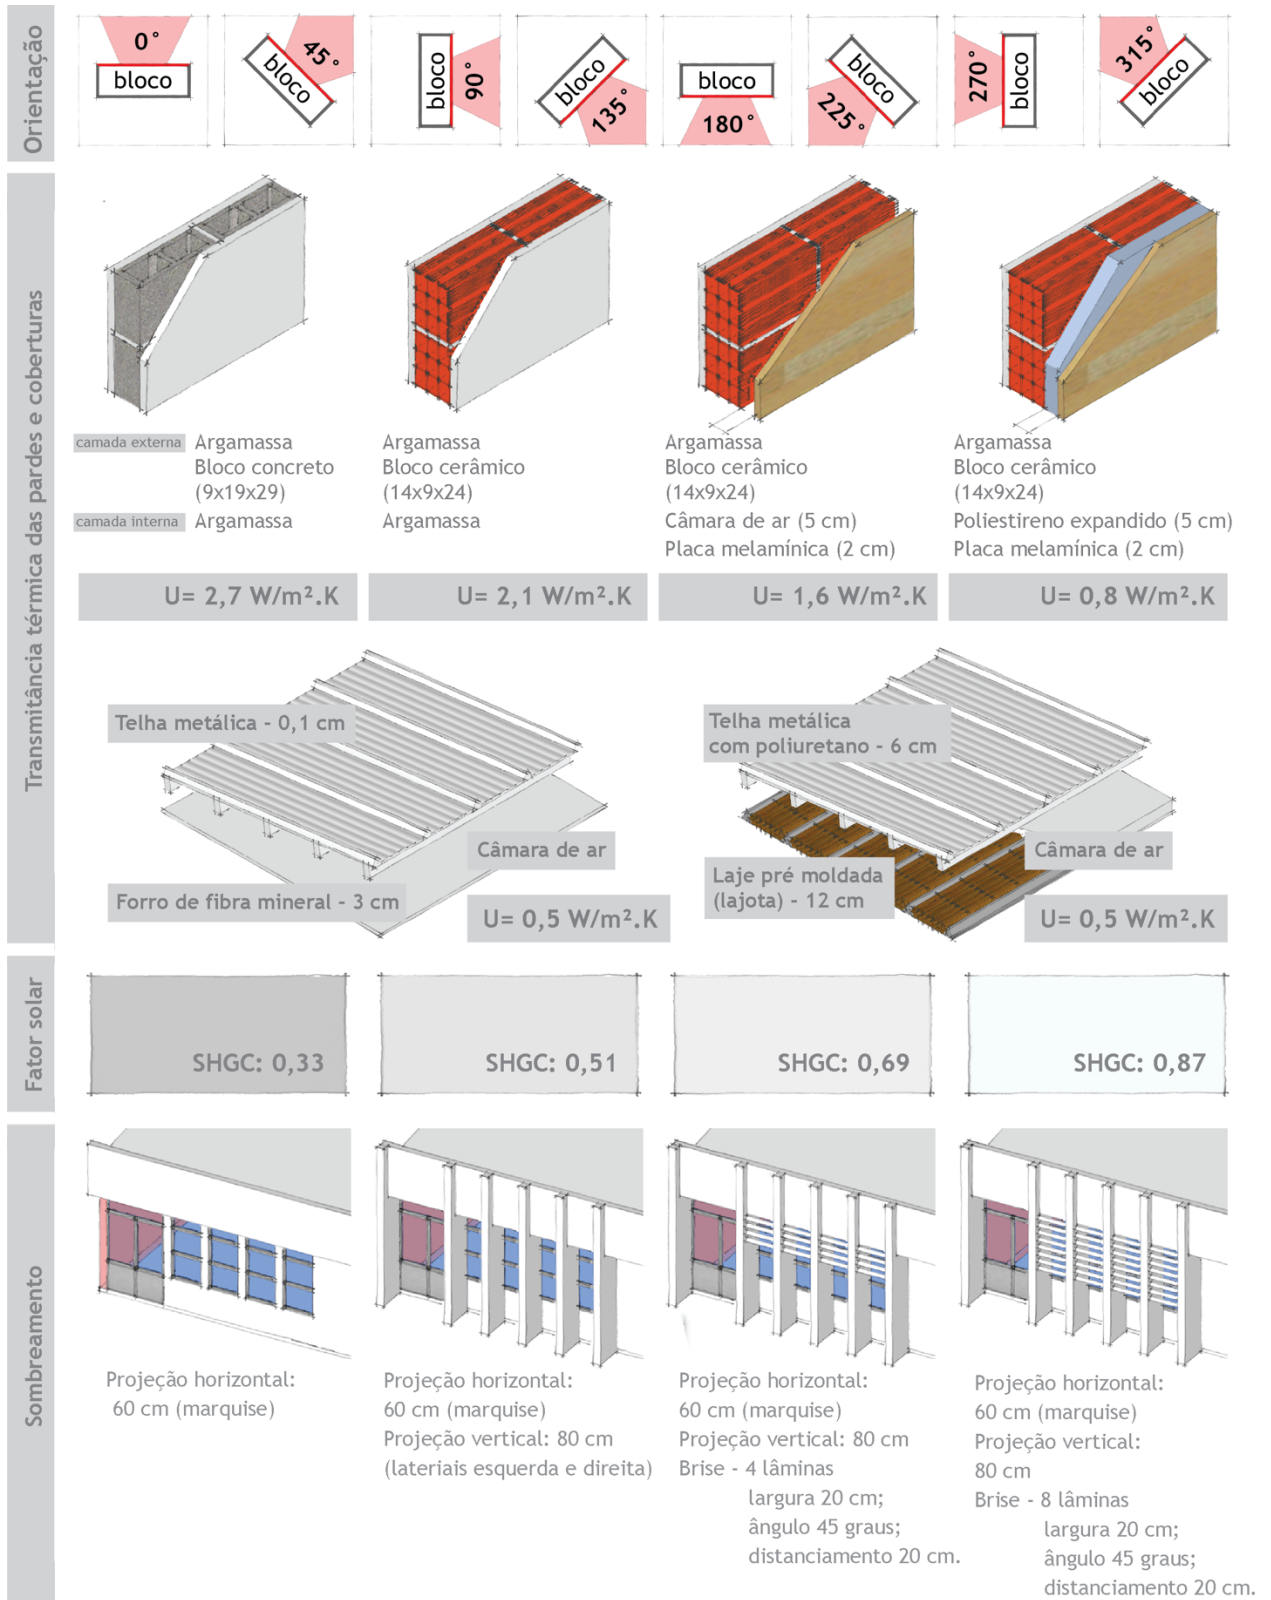 Orientação
0°
bloco
45°
bloco
bloco
90°
bloco
135°
bloco
180°
bloco
225°
270°
bloco
315°
bloco
Transmitância térmica das pardes e coberturas
camada externa
Argamassa
Bloco concreto
(9x19x29)
camada interna
Argamassa
U= 2,7 W/m².K
Argamassa
Bloco cerâmico
(14x9x24)
Argamassa
U= 2,1 W/m².K
Argamassa
Bloco cerâmico
(14x9x24)
Câmara de ar (5 cm)
Placa melamínica (2 cm)
U= 1,6 W/m².K
Argamassa
Bloco cerâmico
(14x9x24)
Poliestireno expandido (5 cm)
Placa melamínica (2 cm)
U= 0,8 W/m².K
Telha metálica - 0,1 cm
Câmara de ar
Forro de fibra mineral - 3 cm
U= 0,5 W/m².K
Telha metálica
com poliuretano - 6 cm
Câmara de ar
Laje pré moldada
(lajota) - 12 cm
U= 0,5 W/m².K
Fator solar
SHGC: 0,33
SHGC: 0,51
SHGC: 0,69
SHGC: 0,87
Sombreamento
Projeção horizontal:
60 cm (marquise)
Projeção horizontal:
60 cm (marquise)
Projeção vertical: 80 cm
(lateriais esquerda e direita)
Projeção horizontal:
60 cm (marquise)
Projeção vertical: 80 cm
Brise - 4 lâminas
largura 20 cm;
ângulo 45 graus;
distanciamento 20 cm.
Projeção horizontal:
60 cm (marquise)
Projeção vertical:
80 cm
Brise - 8 lâminas
largura 20 cm;
ângulo 45 graus;
distanciamento 20 cm.